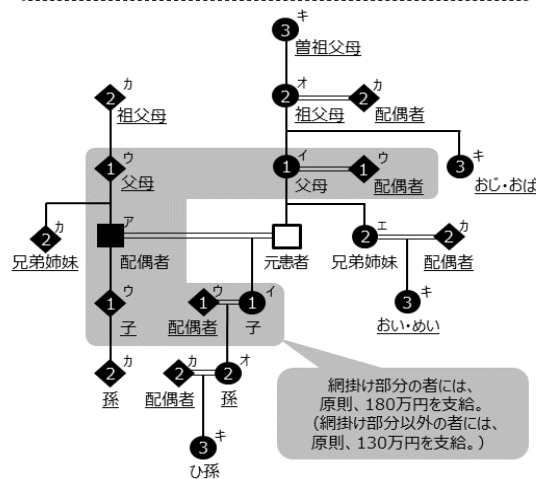 3 キ
曽祖父母
2 カ
祖父母
2 オ
祖父母
2 カ
配偶者
1 ウ
父母
1 イ
父母
1 ウ
配偶者
3 キ
おじ・おば
2 カ
兄弟姉妹
ア
配偶者
元患者
2 エ
兄弟姉妹
2 カ
配偶者
3 キ
おい・めい
1 ウ
子
1 ウ
配偶者
1 イ
子
2 カ
孫
2 カ
配偶者
2 オ
孫
3 キ
ひ孫
網掛け部分の者には、
原則、180万円を支給。
(網掛け部分以外の者には、
原則、130万円を支給。)